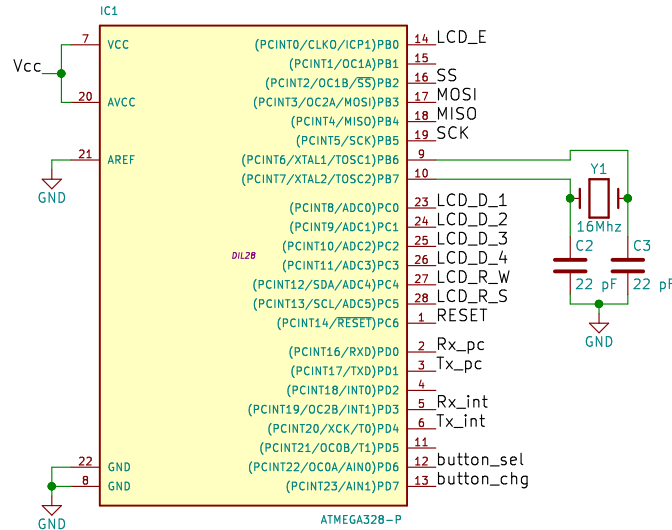 IC1
7 VCC (PCINT0/CLKO/ICP1)PB0 14 LCD_E
(PCINT1/OC1A)PB1 15
Vcc (PCINT2/OC1B/SS)PB2 16 SS
20 AVCC (PCINT3/OC2A/MOSI)PB3 17 MOSI
(PCINT4/MISO)PB4 18 MISO
(PCINT5/SCK)PB5 19 SCK
21 AREF (PCINT6/XTAL1/TOSC1)PB6 9
GND (PCINT7/XTAL2/TOSC2)PB7 10 Y1
(PCINT8/ADC0)PC0 23 LCD_D_1
(PCINT9/ADC1)PC1 24 LCD_D_2 16Mhz
(PCINT10/ADC2)PC2 25 LCD_D_3 C2 C3
DIL28 (PCINT11/ADC3)PC3 26 LCD_D_4
(PCINT12/SDA/ADC4)PC4 27 LCD_R_W 22 pF 22 pF
(PCINT13/SCL/ADC5)PC5 28 LCD_R_S
(PCINT14/RESET)PC6 1 RESET
GND
(PCINT16/RXD)PD0 2 Rx_pc
(PCINT17/TXD)PD1 3 Tx_pc
(PCINT18/INT0)PD2 4
(PCINT19/OC2B/INT1)PD3 5 Rx_int
(PCINT20/XCK/T0)PD4 6 Tx_int
(PCINT21/OC0B/T1)PD5 11
22 GND (PCINT22/OC0A/AIN0)PD6 12 button_sel
8 GND (PCINT23/AIN1)PD7 13 button_chg
GND
ATMEGA328-P